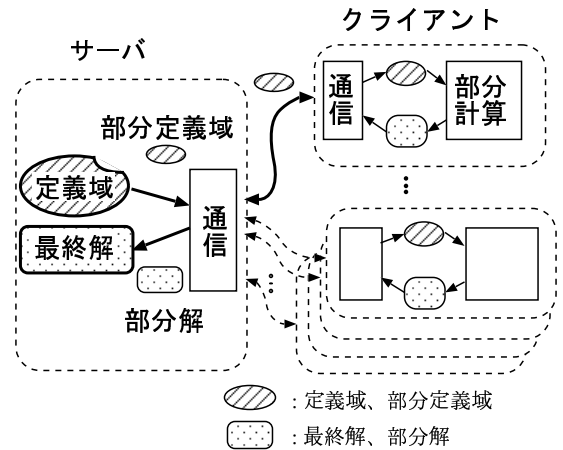 クライアント
サーバ
部分定義域
定義域
最終解
部分解
通信
通信
部分計算
：定義域、部分定義域
：最終解、部分解